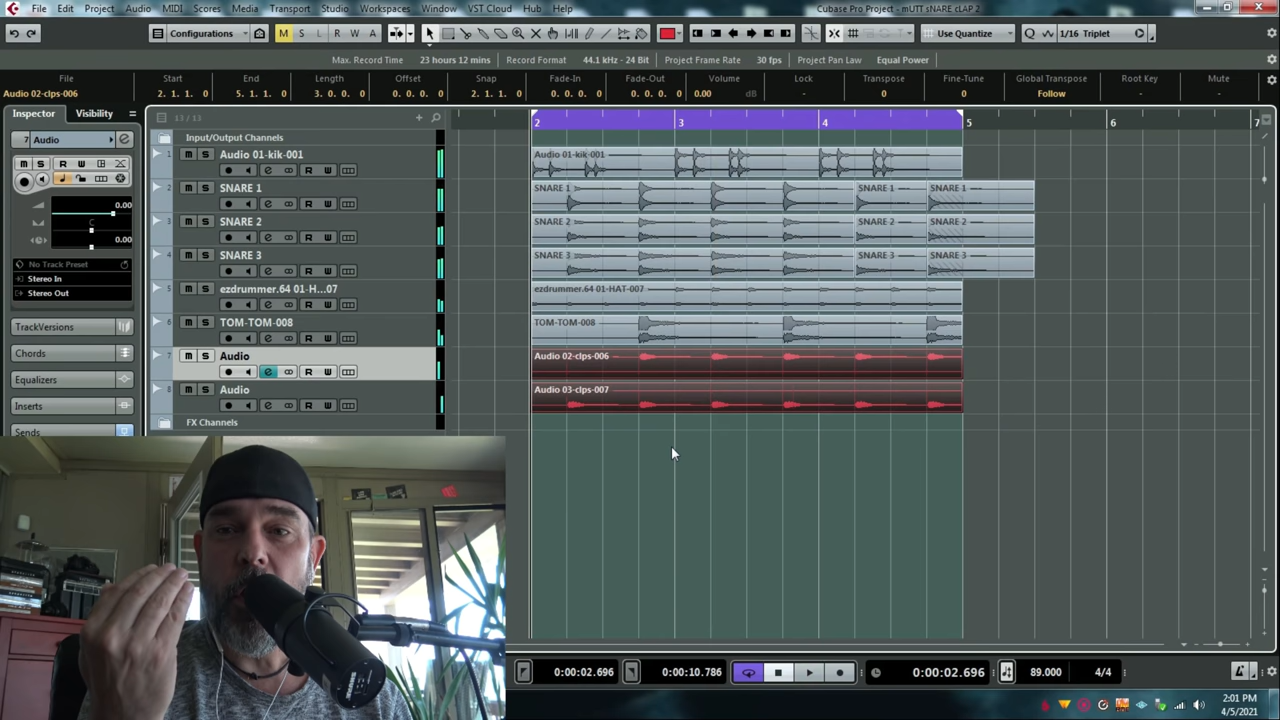 File Edit Project Audio MIDI Scores Media Transport Studio Workspaces Window VST Cloud Hub Help
Cubase Pro Project - mUTT sNARE cLAP 2
Configurations M S L R W A Use Quantize Q 1/16 Triplet
Max. Record Time 23 hours 12 mins Record Format 44.1 kHz - 24 Bit Project Frame Rate 30 fps Project Pan Law Equal Power
File Start End Length Offset Snap Fade-In Fade-Out Volume Lock Transpose Fine-Tune Global Transpose Root Key Mute
Audio 02-clps-006 2. 1. 1. 0 5. 1. 1. 0 3. 0. 0. 0 0. 0. 0. 0 2. 1. 1. 0 0. 0. 0. 0 0. 0. 0. 0 0.00 dB - 0 0 Follow - -
Inspector Visibility
13 / 13
2 3 4 5 6 7
7 Audio
M S R W
0.00
C
0.00
No Track Preset
Stereo In
Stereo Out
TrackVersions
Chords
Equalizers
Inserts
Sends
Input/Output Channels
1 M S Audio 01-kik-001
R W
2 M S SNARE 1
R W
3 M S SNARE 2
R W
4 M S SNARE 3
R W
5 M S ezdrummer.64 01-H...07
R W
6 M S TOM-TOM-008
R W
7 M S Audio
R W
8 M S Audio
R W
FX Channels
Audio 01-kik-001
SNARE 1 SNARE 1 SNARE 1
SNARE 2 SNARE 2 SNARE 2
SNARE 3 SNARE 3 SNARE 3
ezdrummer.64 01-HAT-007
TOM-TOM-008
Audio 02-clps-006
Audio 03-clps-007
0:00:02.696 0:00:10.786 0:00:02.696 89.000 4/4
2:01 PM
4/5/2021